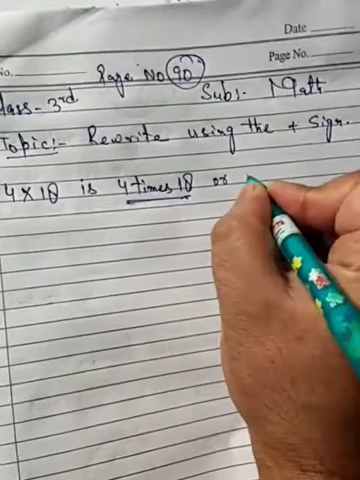 Date
No. Page No 90 Page No.
lass - 3rd Sub:- Math
Topic:- Rewrite using the + Sign.
4 × 18 is 4 times 18 or